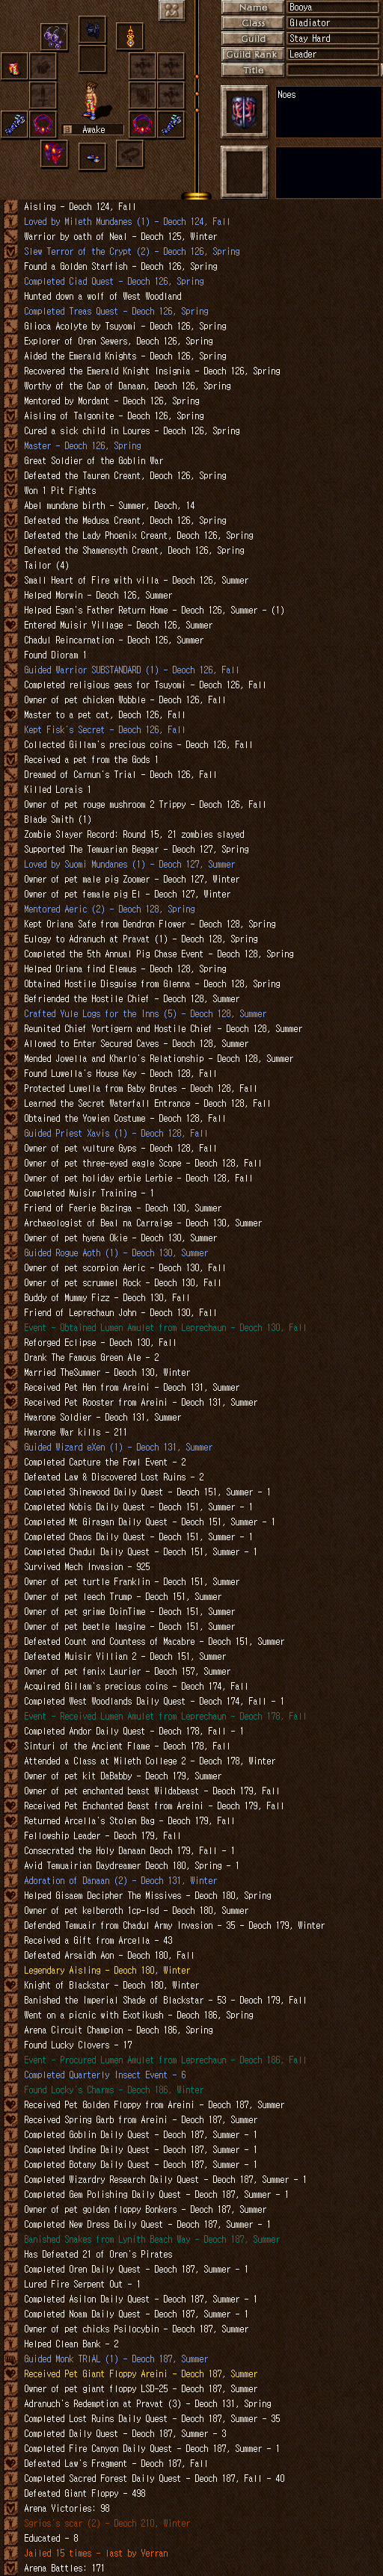 Name Booya
Class Gladiator
Guild Stay Hard
Guild Rank Leader
Title
Awake
Noes
Aisling - Deoch 124, Fall
Loved by Mileth Mundanes (1) - Deoch 124, Fall
Warrior by oath of Neal - Deoch 125, Winter
Slew Terror of the Crypt (2) - Deoch 126, Spring
Found a Golden Starfish - Deoch 126, Spring
Completed Ciad Quest - Deoch 126, Spring
Hunted down a wolf of West Woodland
Completed Treas Quest - Deoch 126, Spring
Glioca Acolyte by Tsuyomi - Deoch 126, Spring
Explorer of Oren Sewers, Deoch 126, Spring
Aided the Emerald Knights - Deoch 126, Spring
Recovered the Emerald Knight Insignia - Deoch 126, Spring
Worthy of the Cap of Danaan, Deoch 126, Spring
Mentored by Mordant - Deoch 126, Spring
Aisling of Talgonite - Deoch 126, Spring
Cured a sick child in Loures - Deoch 126, Spring
Master - Deoch 126, Spring
Great Soldier of the Goblin War
Defeated the Tauren Creant, Deoch 126, Spring
Won 1 Pit Fights
Abel mundane birth - Summer, Deoch, 14
Defeated the Medusa Creant, Deoch 126, Spring
Defeated the Lady Phoenix Creant, Deoch 126, Spring
Defeated the Shamensyth Creant, Deoch 126, Spring
Tailor (4)
Small Heart of Fire with villa - Deoch 126, Summer
Helped Morwin - Deoch 126, Summer
Helped Egan's Father Return Home - Deoch 126, Summer - (1)
Entered Muisir Village - Deoch 126, Summer
Chadul Reincarnation - Deoch 126, Summer
Found Dioram 1
Guided Warrior SUBSTANDARD (1) - Deoch 126, Fall
Completed religious geas for Tsuyomi - Deoch 126, Fall
Owner of pet chicken Wobble - Deoch 126, Fall
Master to a pet cat, Deoch 126, Fall
Kept Fisk's Secret - Deoch 126, Fall
Collected Gillam's precious coins - Deoch 126, Fall
Received a pet from the Gods 1
Dreamed of Carnun's Trial - Deoch 126, Fall
Killed Lorais 1
Owner of pet rouge mushroom 2 Trippy - Deoch 126, Fall
Blade Smith (1)
Zombie Slayer Record: Round 15, 21 zombies slayed
Supported The Temuarian Beggar - Deoch 127, Spring
Loved by Suomi Mundanes (1) - Deoch 127, Summer
Owner of pet male pig Zoomer - Deoch 127, Winter
Owner of pet female pig El - Deoch 127, Winter
Mentored Aeric (2) - Deoch 128, Spring
Kept Oriana Safe from Dendron Flower - Deoch 128, Spring
Eulogy to Adranuch at Pravat (1) - Deoch 128, Spring
Completed the 5th Annual Pig Chase Event - Deoch 128, Spring
Helped Oriana find Elemus - Deoch 128, Spring
Obtained Hostile Disguise from Glenna - Deoch 128, Spring
Befriended the Hostile Chief - Deoch 128, Summer
Crafted Yule Logs for the Inns (5) - Deoch 128, Summer
Reunited Chief Vortigern and Hostile Chief - Deoch 128, Summer
Allowed to Enter Secured Caves - Deoch 128, Summer
Mended Jowella and Khario's Relationship - Deoch 128, Summer
Found Luwella's House Key - Deoch 128, Fall
Protected Luwella from Baby Brutes - Deoch 128, Fall
Learned the Secret Waterfall Entrance - Deoch 128, Fall
Obtained the Yowien Costume - Deoch 128, Fall
Guided Priest Xavis (1) - Deoch 128, Fall
Owner of pet vulture Gyps - Deoch 128, Fall
Owner of pet three-eyed eagle Scope - Deoch 128, Fall
Owner of pet holiday erbie Lerbie - Deoch 128, Fall
Completed Muisir Training - 1
Friend of Faerie Bazinga - Deoch 130, Summer
Archaeologist of Beal na Carraige - Deoch 130, Summer
Owner of pet hyena Okie - Deoch 130, Summer
Guided Rogue Aoth (1) - Deoch 130, Summer
Owner of pet scorpion Aeric - Deoch 130, Fall
Owner of pet scrummel Rock - Deoch 130, Fall
Buddy of Mummy Fizz - Deoch 130, Fall
Friend of Leprechaun John - Deoch 130, Fall
Event - Obtained Lumen Amulet from Leprechaun - Deoch 130, Fall
Reforged Eclipse - Deoch 130, Fall
Drank The Famous Green Ale - 2
Married TheSummer - Deoch 130, Winter
Received Pet Hen from Areini - Deoch 131, Summer
Received Pet Rooster from Areini - Deoch 131, Summer
Hwarone Soldier - Deoch 131, Summer
Hwarone War kills - 211
Guided Wizard eXen (1) - Deoch 131, Summer
Completed Capture the Fowl Event - 2
Defeated Law & Discovered Lost Ruins - 2
Completed Shinewood Daily Quest - Deoch 151, Summer - 1
Completed Nobis Daily Quest - Deoch 151, Summer - 1
Completed Mt Giragan Daily Quest - Deoch 151, Summer - 1
Completed Chaos Daily Quest - Deoch 151, Summer - 1
Completed Chadul Daily Quest - Deoch 151, Summer - 1
Survived Mech Invasion - 925
Owner of pet turtle Franklin - Deoch 151, Summer
Owner of pet leech Trump - Deoch 151, Summer
Owner of pet grime DoinTime - Deoch 151, Summer
Owner of pet beetle Imagine - Deoch 151, Summer
Defeated Count and Countess of Macabre - Deoch 151, Summer
Defeated Muisir Villian 2 - Deoch 151, Summer
Owner of pet fenix Laurier - Deoch 157, Summer
Acquired Gillam's precious coins - Deoch 174, Fall
Completed West Woodlands Daily Quest - Deoch 174, Fall - 1
Event - Received Lumen Amulet from Leprechaun - Deoch 178, Fall
Completed Andor Daily Quest - Deoch 178, Fall - 1
Sinturi of the Ancient Flame - Deoch 178, Fall
Attended a Class at Mileth College 2 - Deoch 178, Winter
Owner of pet kit DaBabby - Deoch 179, Summer
Owner of pet enchanted beast Wildabeast - Deoch 179, Fall
Received Pet Enchanted Beast from Areini - Deoch 179, Fall
Returned Arcella's Stolen Bag - Deoch 179, Fall
Fellowship Leader - Deoch 179, Fall
Consecrated the Holy Danaan Deoch 179, Fall - 1
Avid Temuairian Daydreamer Deoch 180, Spring - 1
Adoration of Danaan (2) - Deoch 131, Winter
Helped Gisaem Decipher The Missives - Deoch 180, Spring
Owner of pet kelberoth 1cp-lsd - Deoch 180, Summer
Defended Temuair from Chadul Army Invasion - 35 - Deoch 179, Winter
Received a Gift from Arcella - 43
Defeated Arsaidh Aon - Deoch 180, Fall
Legendary Aisling - Deoch 180, Winter
Knight of Blackstar - Deoch 180, Winter
Banished the Imperial Shade of Blackstar - 53 - Deoch 179, Fall
Went on a picnic with Exotikush - Deoch 186, Spring
Arena Circuit Champion - Deoch 186, Spring
Found Lucky Clovers - 17
Event - Procured Lumen Amulet from Leprechaun - Deoch 186, Fall
Completed Quarterly Insect Event - 6
Found Locky's Charms - Deoch 186, Winter
Received Pet Golden Floppy from Areini - Deoch 187, Summer
Received Spring Garb from Areini - Deoch 187, Summer
Completed Goblin Daily Quest - Deoch 187, Summer - 1
Completed Undine Daily Quest - Deoch 187, Summer - 1
Completed Botany Daily Quest - Deoch 187, Summer - 1
Completed Wizardry Research Daily Quest - Deoch 187, Summer - 1
Completed Gem Polishing Daily Quest - Deoch 187, Summer - 1
Owner of pet golden floppy Bonkers - Deoch 187, Summer
Completed New Dress Daily Quest - Deoch 187, Summer - 1
Banished Snakes from Lynith Beach Way - Deoch 187, Summer
Has Defeated 21 of Oren's Pirates
Completed Oren Daily Quest - Deoch 187, Summer - 1
Lured Fire Serpent Out - 1
Completed Asilon Daily Quest - Deoch 187, Summer - 1
Completed Noam Daily Quest - Deoch 187, Summer - 1
Owner of pet chicks Psilocybin - Deoch 187, Summer
Helped Clean Bank - 2
Guided Monk TRIAL (1) - Deoch 187, Summer
Received Pet Giant Floppy Areini - Deoch 187, Summer
Owner of pet giant floppy LSD-25 - Deoch 187, Summer
Adranuch's Redemption at Pravat (3) - Deoch 131, Spring
Completed Lost Ruins Daily Quest - Deoch 187, Summer - 35
Completed Daily Quest - Deoch 187, Summer - 3
Completed Fire Canyon Daily Quest - Deoch 187, Summer - 1
Defeated Law's Fragment - Deoch 187, Fall
Completed Sacred Forest Daily Quest - Deoch 187, Fall - 40
Defeated Giant Floppy - 498
Arena Victories: 98
Sgrios's scar (2) - Deoch 210, Winter
Educated - 8
Jailed 15 times - last by Verran
Arena Battles: 171